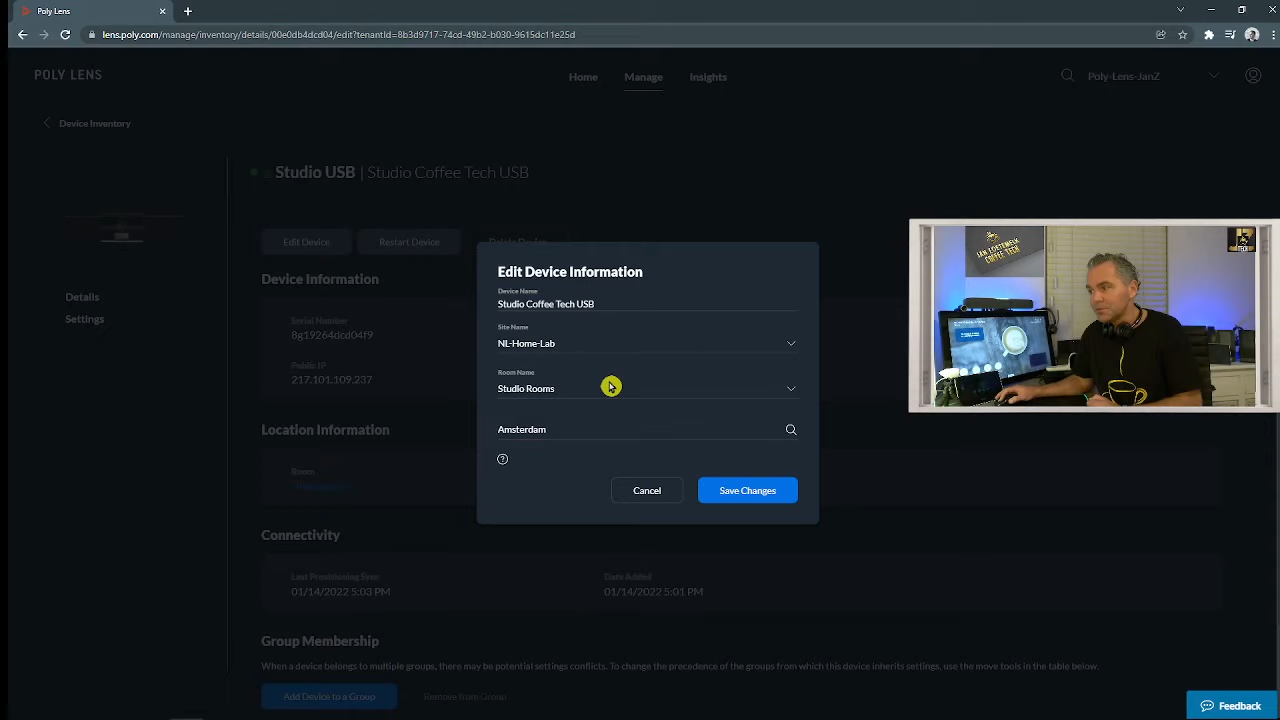 Poly Lens
lens.poly.com/manage/inventory/details/00e0db4dcd04/edit?tenantId=8b3d9717-74cd-49b2-b030-9615dc11e25d
POLY LENS
Home
Manage
Insights
Poly-Lens-JanZ
Device Inventory
Studio USB | Studio Coffee Tech USB
Edit Device
Restart Device
Delete Device
Details
Settings
Device Information
Serial Number
8g19264dcd04f9
Public IP
217.101.109.237
Location Information
Room
Connectivity
Last Provisioning Sync
01/14/2022 5:03 PM
Date Added
01/14/2022 5:01 PM
Group Membership
When a device belongs to multiple groups, there may be potential settings conflicts. To change the precedence of the groups from which this device inherits settings, use the move tools in the table below.
Add Device to a Group
Remove from Group
Edit Device Information
Device Name
Studio Coffee Tech USB
Site Name
NL-Home-Lab
Room Name
Studio Rooms
Amsterdam
Cancel
Save Changes
COFFEE TECH
TECH
Feedback